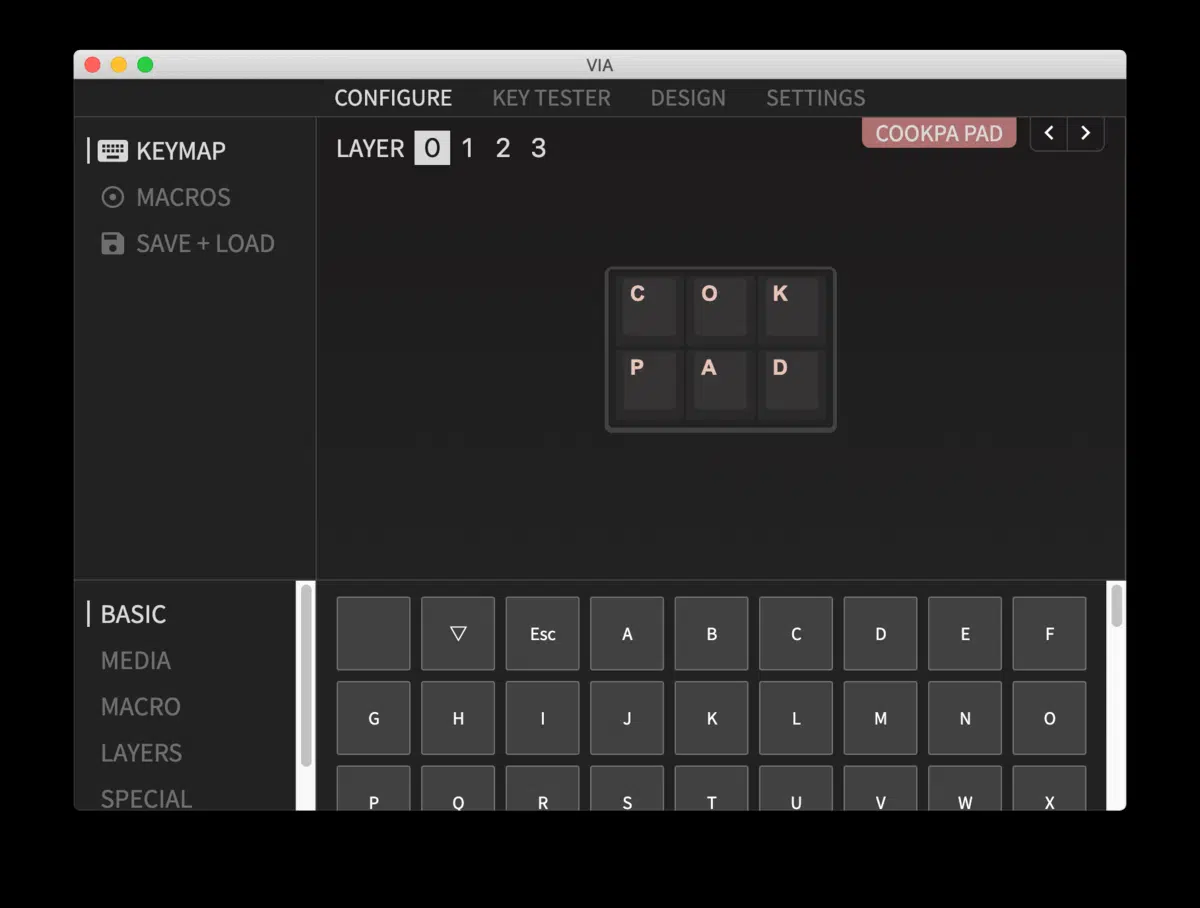 VIA
CONFIGURE KEY TESTER DESIGN SETTINGS
KEYMAP
MACROS
SAVE + LOAD
LAYER 0 1 2 3
COOKPA PAD
C O K
P A D
BASIC
MEDIA
MACRO
LAYERS
SPECIAL
▽ Esc A B C D E F
G H I J K L M N O
P Q R S T U V W X